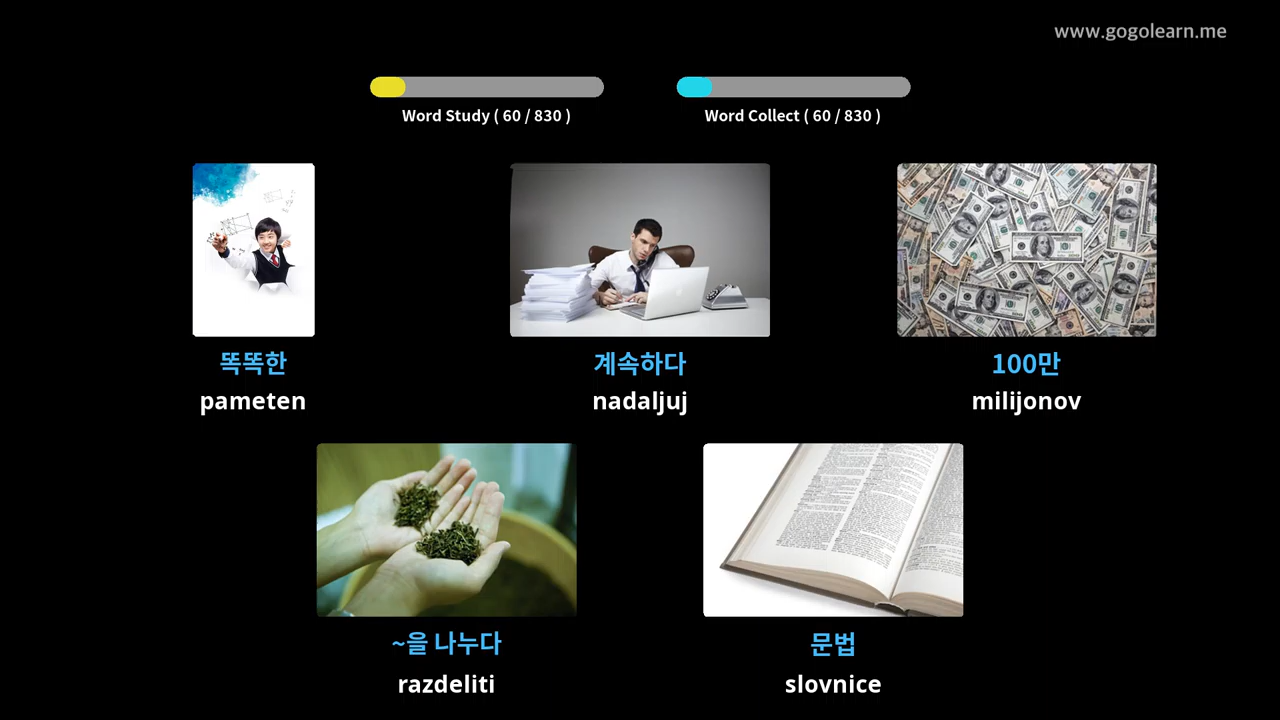 www.gogolearn.me
Word Study ( 60 / 830 )
Word Collect ( 60 / 830 )
똑똑한
pameten
계속하다
nadaljuj
100만
milijonov
~을 나누다
razdeliti
문법
slovnice